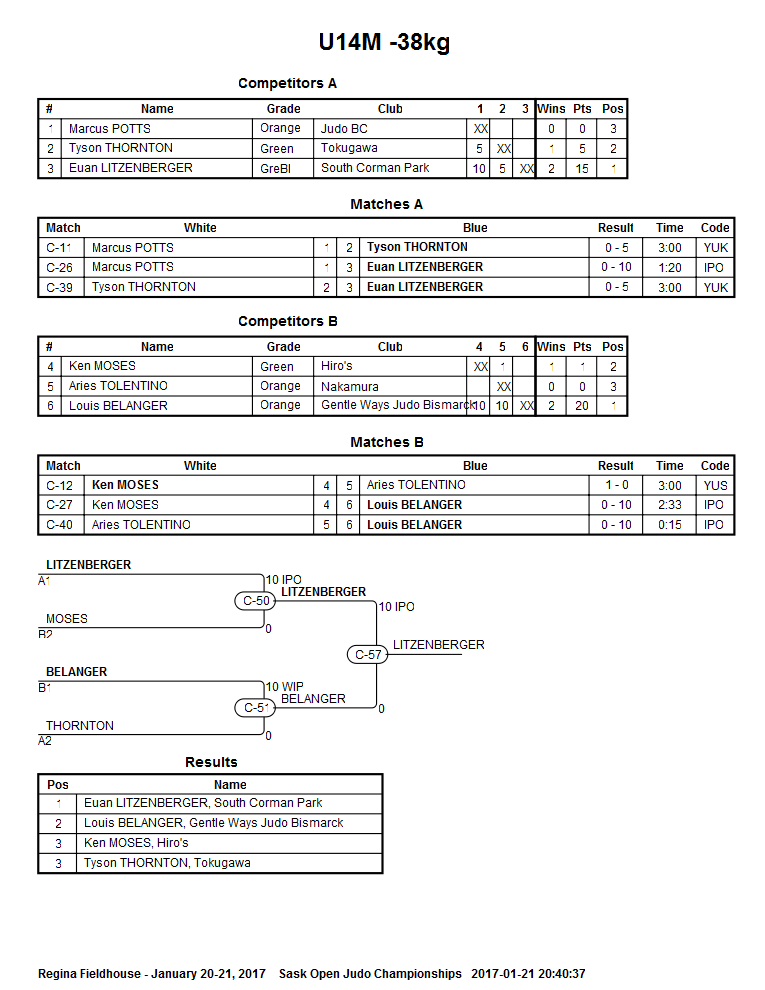 U14M -38kg
Competitors A
# Name Grade Club 1 2 3 Wins Pts Pos
1 Marcus POTTS Orange Judo BC XX 0 0 3
2 Tyson THORNTON Green Tokugawa 5 XX 1 5 2
3 Euan LITZENBERGER GreBl South Corman Park 10 5 XX 2 15 1
Matches A
Match White Blue Result Time Code
C-11 Marcus POTTS 1 2 Tyson THORNTON 0 - 5 3:00 YUK
C-26 Marcus POTTS 1 3 Euan LITZENBERGER 0 - 10 1:20 IPO
C-39 Tyson THORNTON 2 3 Euan LITZENBERGER 0 - 5 3:00 YUK
Competitors B
# Name Grade Club 4 5 6 Wins Pts Pos
4 Ken MOSES Green Hiro's XX 1 1 1 2
5 Aries TOLENTINO Orange Nakamura XX 0 0 3
6 Louis BELANGER Orange Gentle Ways Judo Bismarck 10 10 XX 2 20 1
Matches B
Match White Blue Result Time Code
C-12 Ken MOSES 4 5 Aries TOLENTINO 1 - 0 3:00 YUS
C-27 Ken MOSES 4 6 Louis BELANGER 0 - 10 2:33 IPO
C-40 Aries TOLENTINO 5 6 Louis BELANGER 0 - 10 0:15 IPO
LITZENBERGER
A1 10 IPO
C-50 LITZENBERGER
MOSES 10 IPO
B2 0
C-57 LITZENBERGER
BELANGER
B1 10 WIP
C-51 BELANGER 0
THORNTON
A2 0
Results
Pos Name
1 Euan LITZENBERGER, South Corman Park
2 Louis BELANGER, Gentle Ways Judo Bismarck
3 Ken MOSES, Hiro's
3 Tyson THORNTON, Tokugawa
Regina Fieldhouse - January 20-21, 2017 Sask Open Judo Championships 2017-01-21 20:40:37